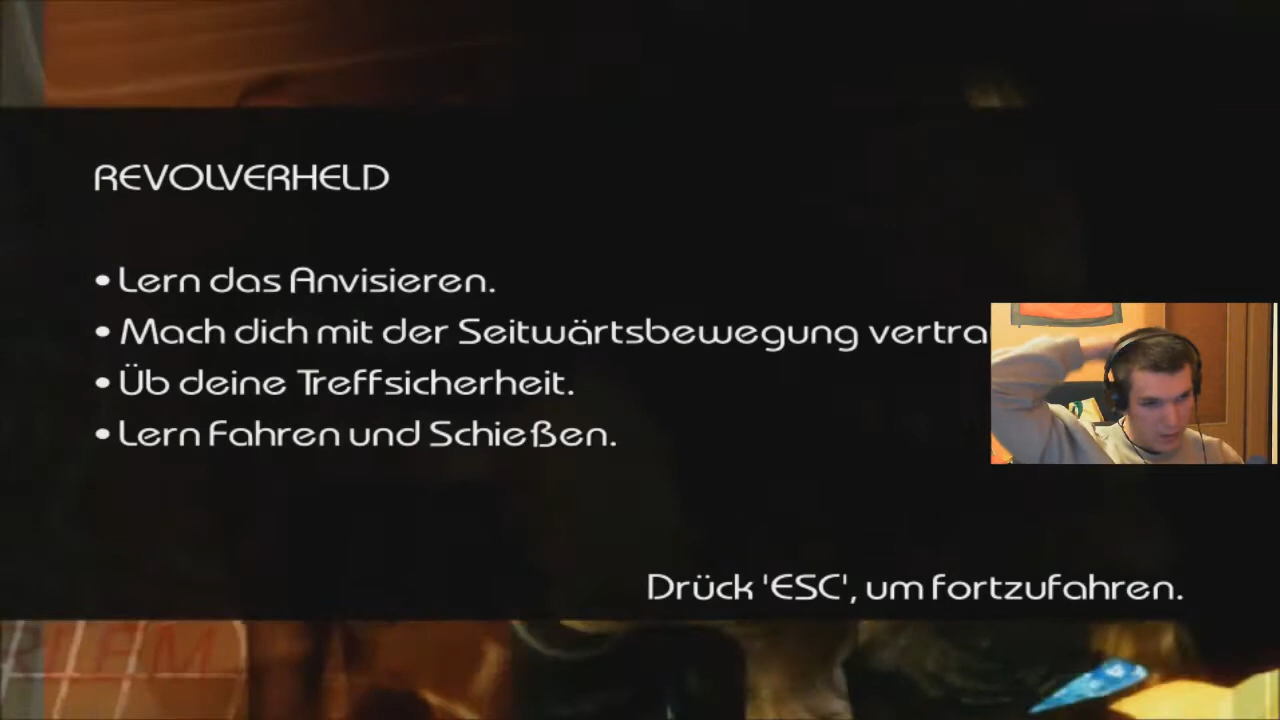 REVOLVERHELD
• Lern das Anvisieren.
• Mach dich mit der Seitwärtsbewegung
• Üb deine Treffsicherheit.
• Lern Fahren und Schießen.
Drück 'ESC', um fortzufahren.